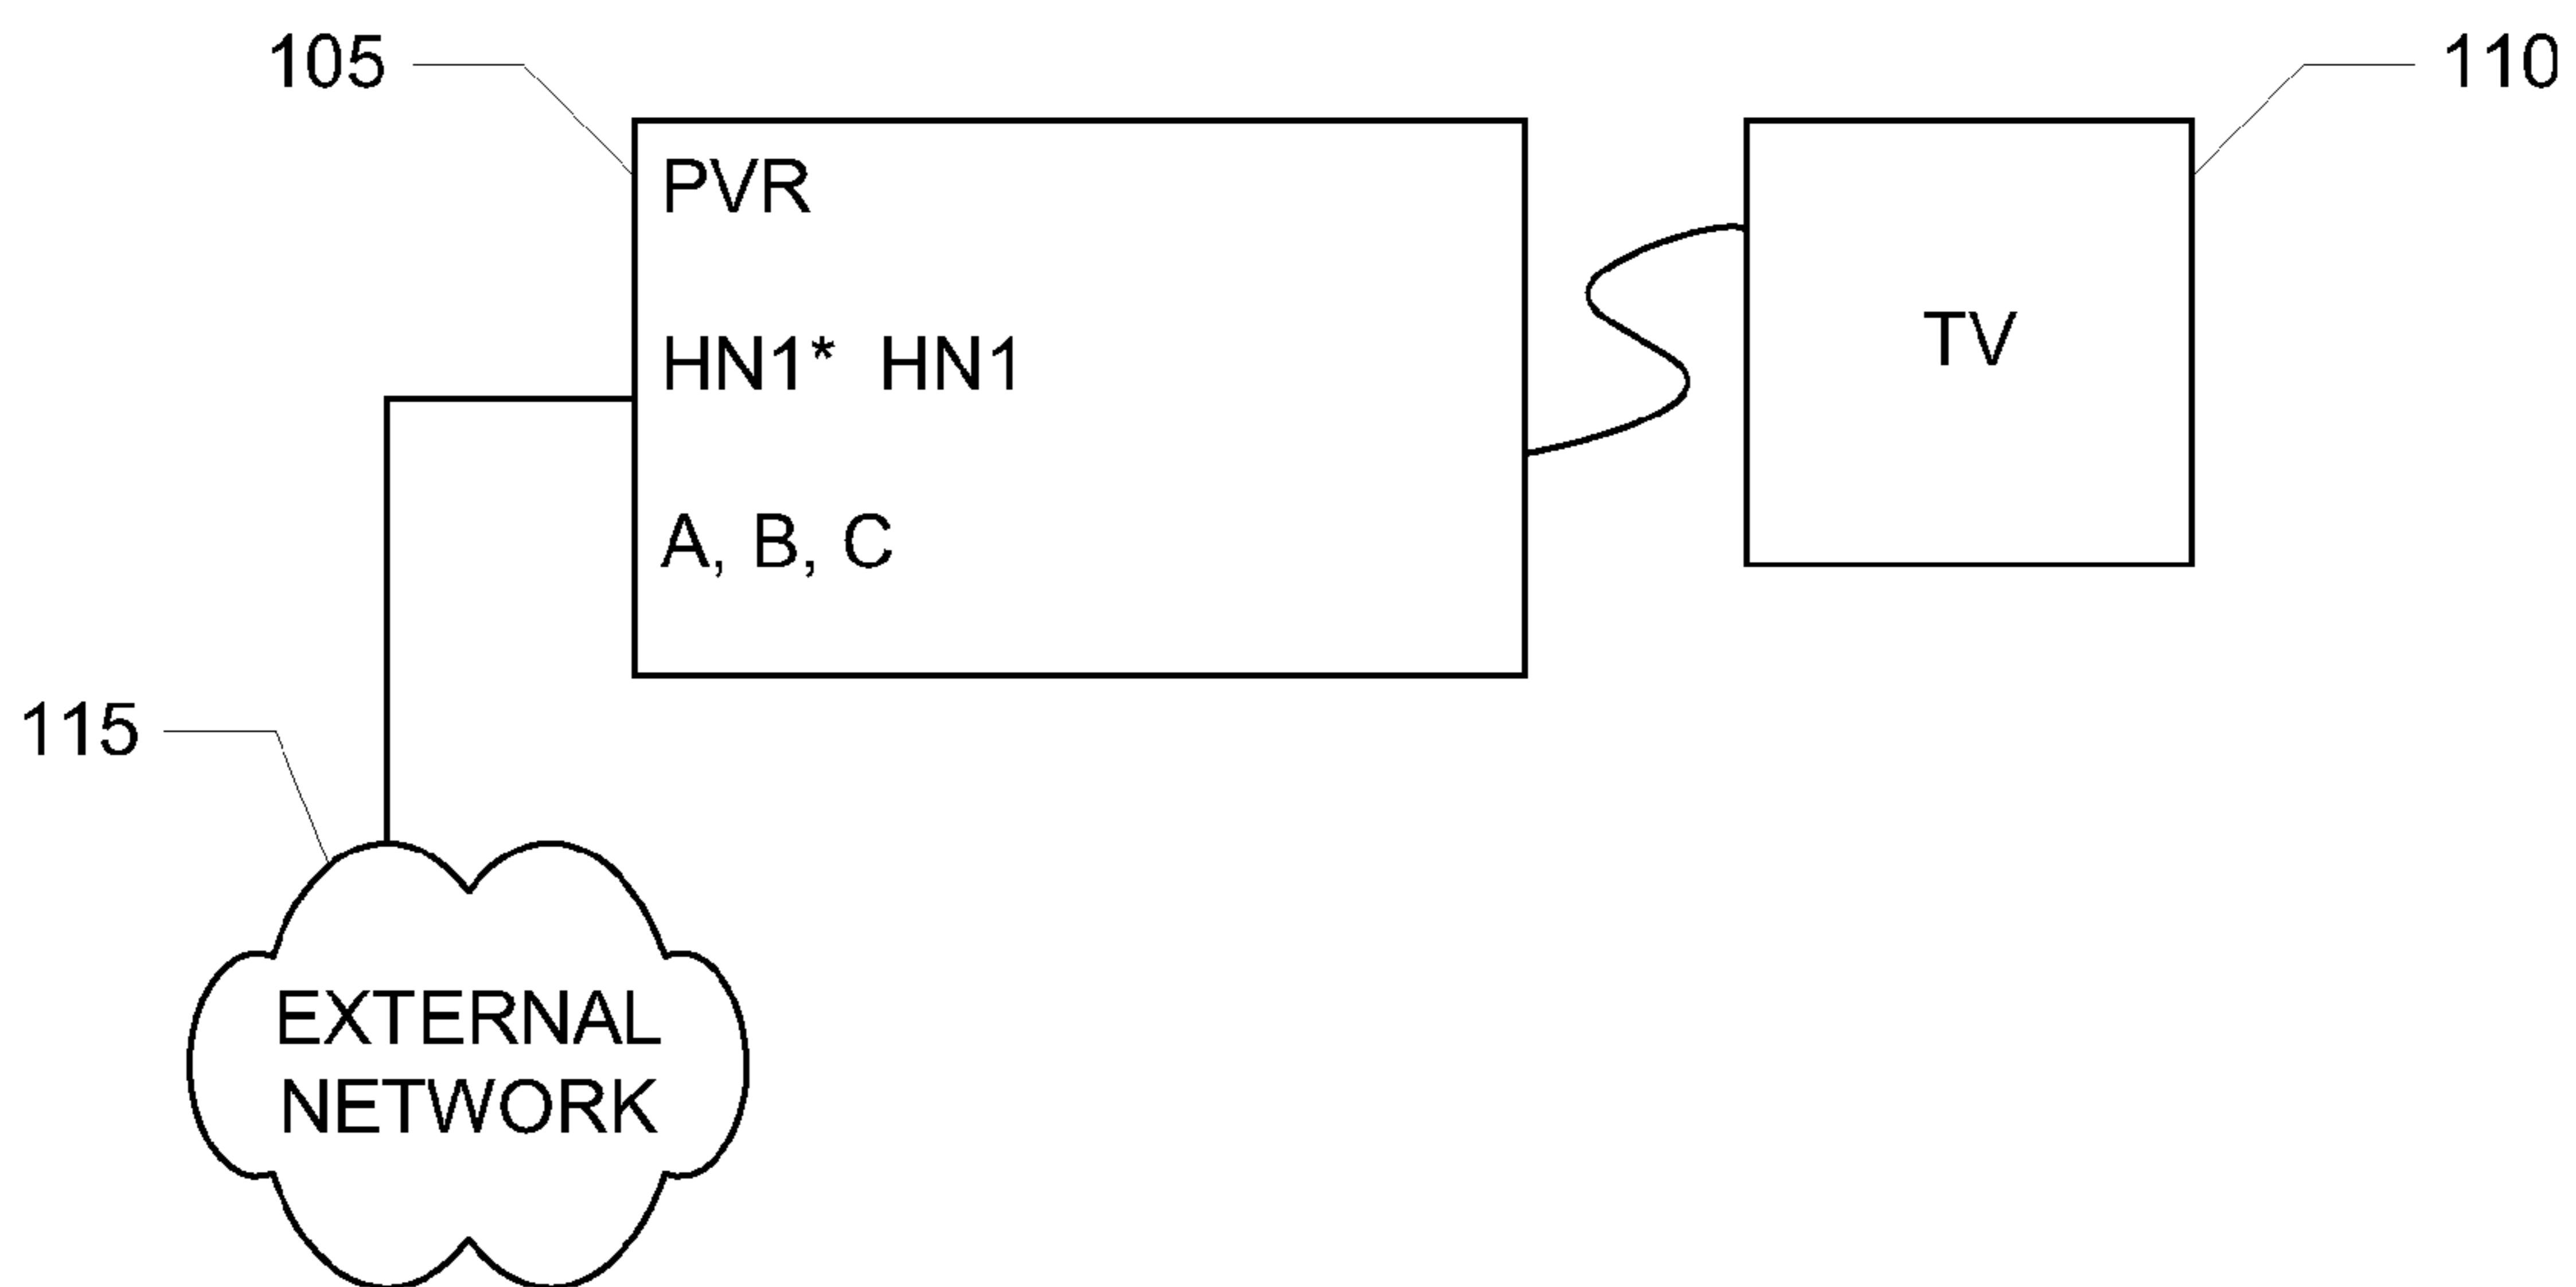 105
110
PVR
HN1* HN1
TV
A, B, C
115
EXTERNAL
NETWORK